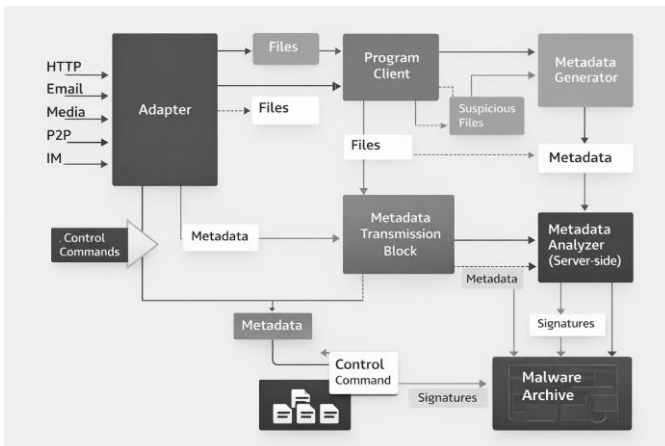 HTTP
Email
Media
P2P
IM
Adapter
Files
Files
Program
Client
Suspicious
Files
Metadata
Generator
Files
Metadata
. Control
Commands
Metadata
Metadata
Transmission
Block
Metadata
Analyzer
(Server-side)
Metadata
Signatures
Metadata
Control
Command
Signatures
Malware
Archive